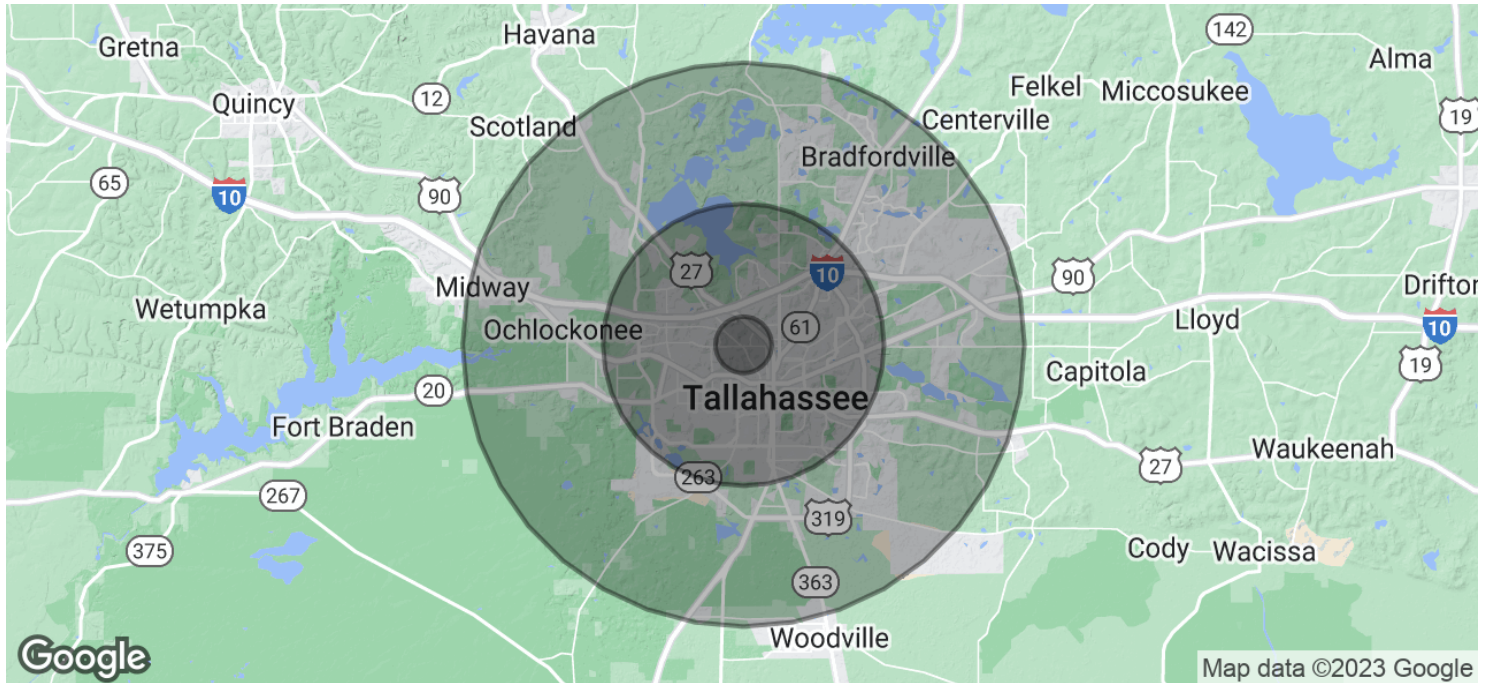 Havana
142
Gretna
Alma
Felkel
Miccosukee
12
Quincy
19
Centerville
Scotland
Bradfordville
65
10
90
27
10
90
Midway
Drifton
Wetumpka
Lloyd
61
10
Ochlockonee
19
Capitola
20
Tallahassee
Fort Braden
Waukeenah
27
263
267
319
375
Cody
Wacissa
363
Woodville
Google
Map data ©2023 Google